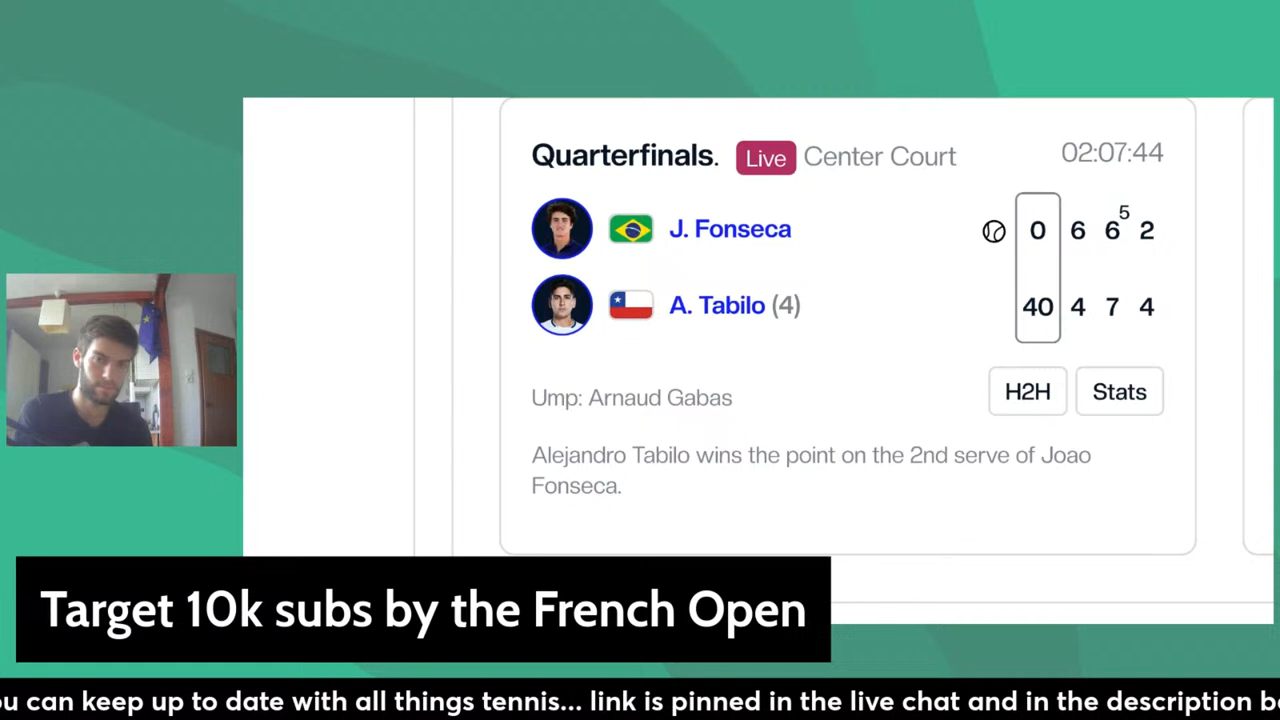 Quarterfinals. Live Center Court 02:07:44
J. Fonseca 0 6 6 5 2
A. Tabilo (4) 40 4 7 4
Ump: Arnaud Gabas H2H Stats
Alejandro Tabilo wins the point on the 2nd serve of Joao
Fonseca.
Target 10k subs by the French Open
ou can keep up to date with all things tennis... link is pinned in the live chat and in the description b